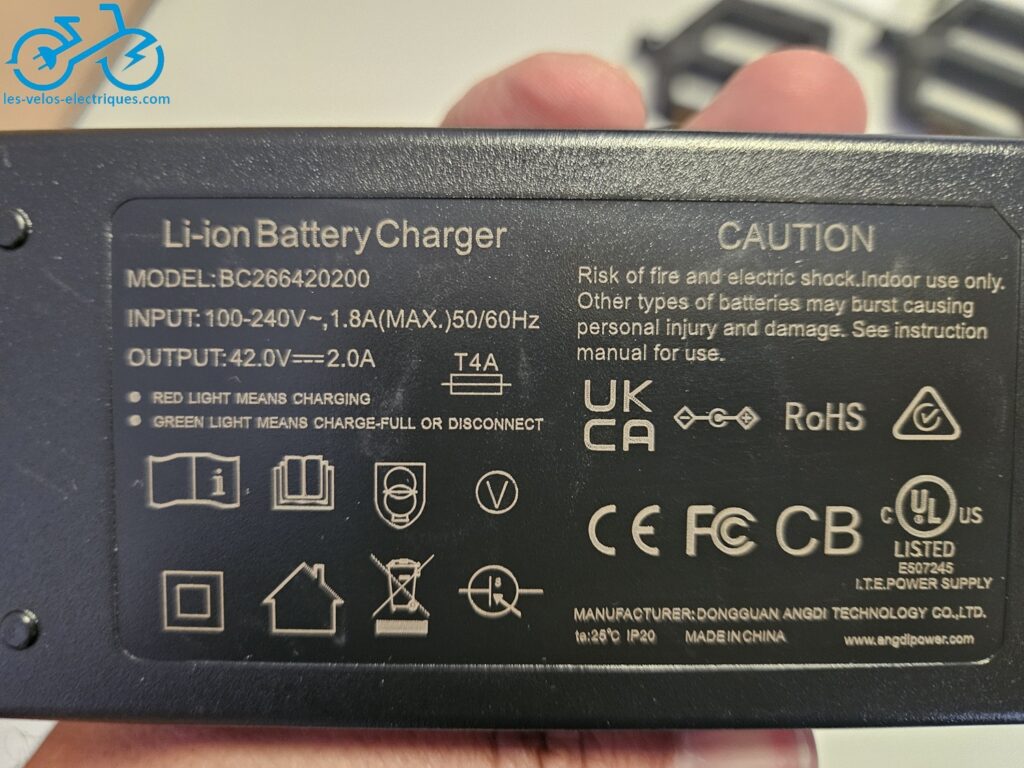 les-velos-electriques.com
Li-ion Battery Charger
MODEL: BC266420200
INPUT: 100-240V~,1.8A(MAX.)50/60Hz
OUTPUT: 42.0V⎓2.0A
T4A
● RED LIGHT MEANS CHARGING
● GREEN LIGHT MEANS CHARGE-FULL OR DISCONNECT
i
V
CAUTION
Risk of fire and electric shock.Indoor use only.
Other types of batteries may burst causing
personal injury and damage. See instruction
manual for use.
UK
CA
RoHS
CE FC CB
C UL US
LISTED
E507245
I.T.E.POWER SUPPLY
MANUFACTURER:DONGGUAN ANGDI TECHNOLOGY CO.,LTD.
ta:25℃ IP20 MADE IN CHINA www.angdipower.com